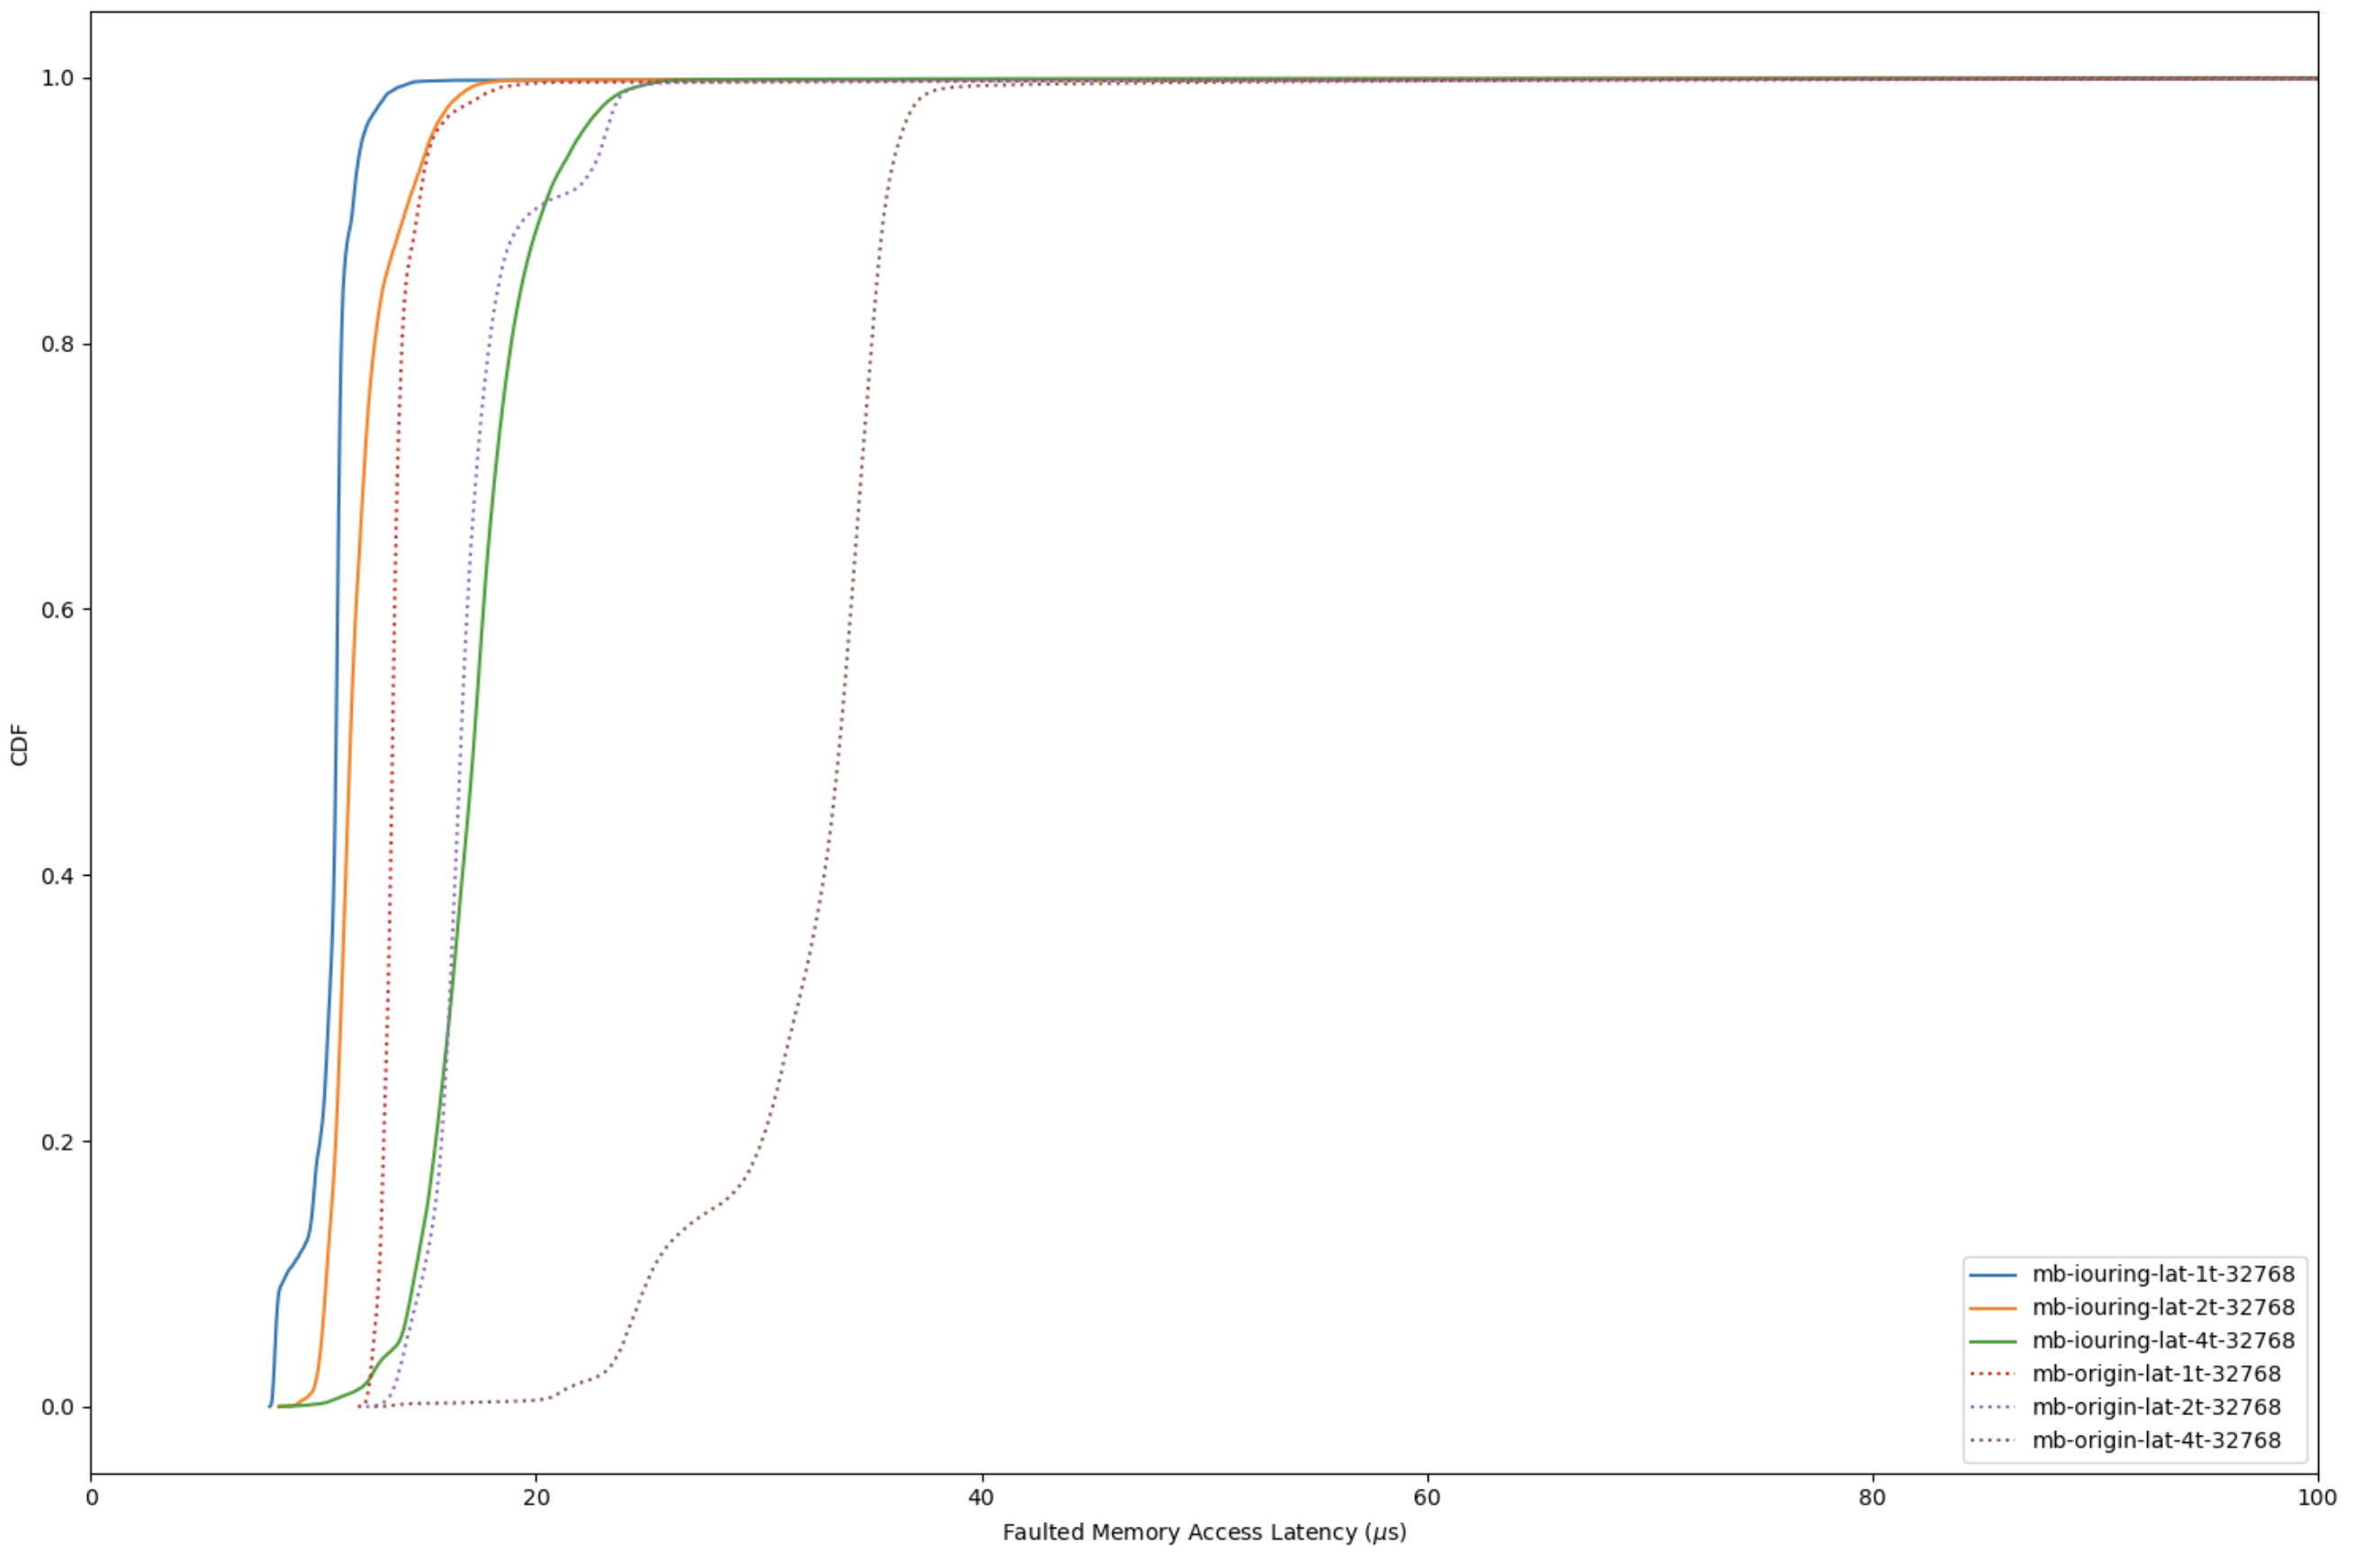 1.0
0.8
0.6
0.4
0.2
0.0
CDF
0 20 40 60 80 100
Faulted Memory Access Latency (μs)
mb-iouring-lat-1t-32768
mb-iouring-lat-2t-32768
mb-iouring-lat-4t-32768
mb-origin-lat-1t-32768
mb-origin-lat-2t-32768
mb-origin-lat-4t-32768